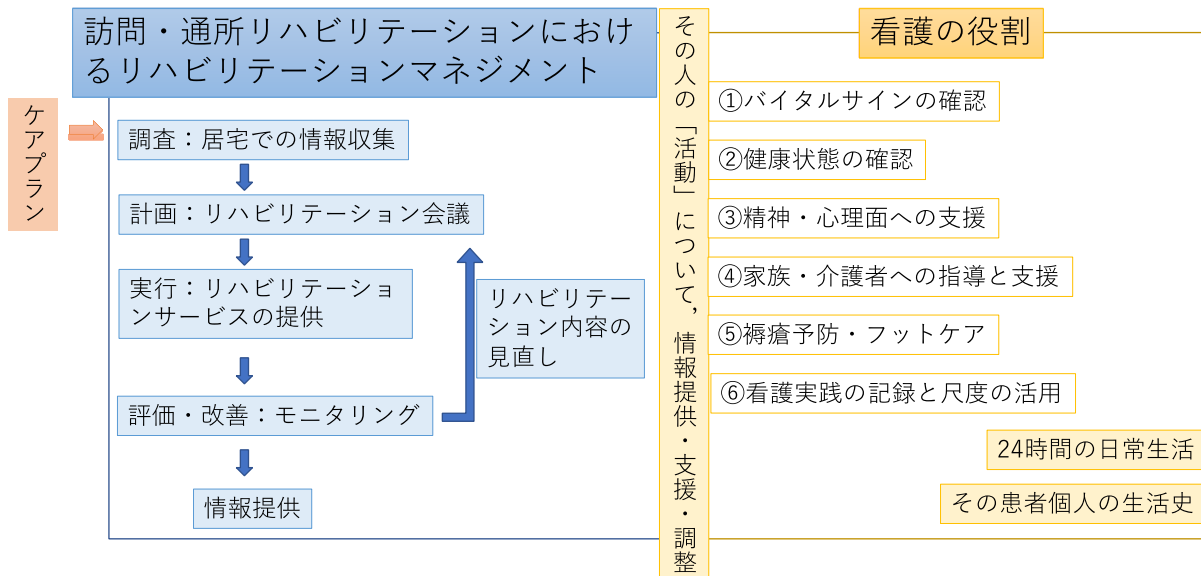 訪問・通所リハビリテーションにおけ
るリハビリテーションマネジメント
ケアプラン
調査：居宅での情報収集
計画：リハビリテーション会議
実行：リハビリテーショ
ンサービスの提供
評価・改善：モニタリング
情報提供
リハビリテー
ション内容の
見直し
その人の「活動」について，情報提供・支援・調整
看護の役割
①バイタルサインの確認
②健康状態の確認
③精神・心理面への支援
④家族・介護者への指導と支援
⑤褥瘡予防・フットケア
⑥看護実践の記録と尺度の活用
24時間の日常生活
その患者個人の生活史